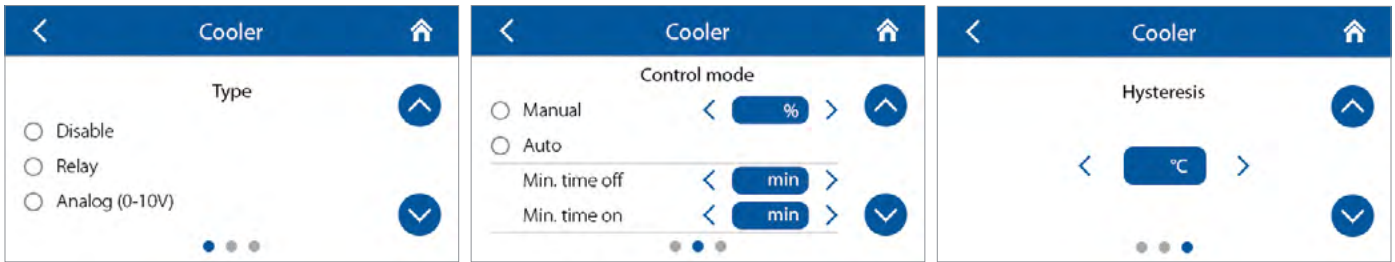 Cooler
Type
Disable
Relay
Analog (0-10V)
Cooler
Control mode
Manual %
Auto
Min. time off min
Min. time on min
Cooler
Hysteresis
°C